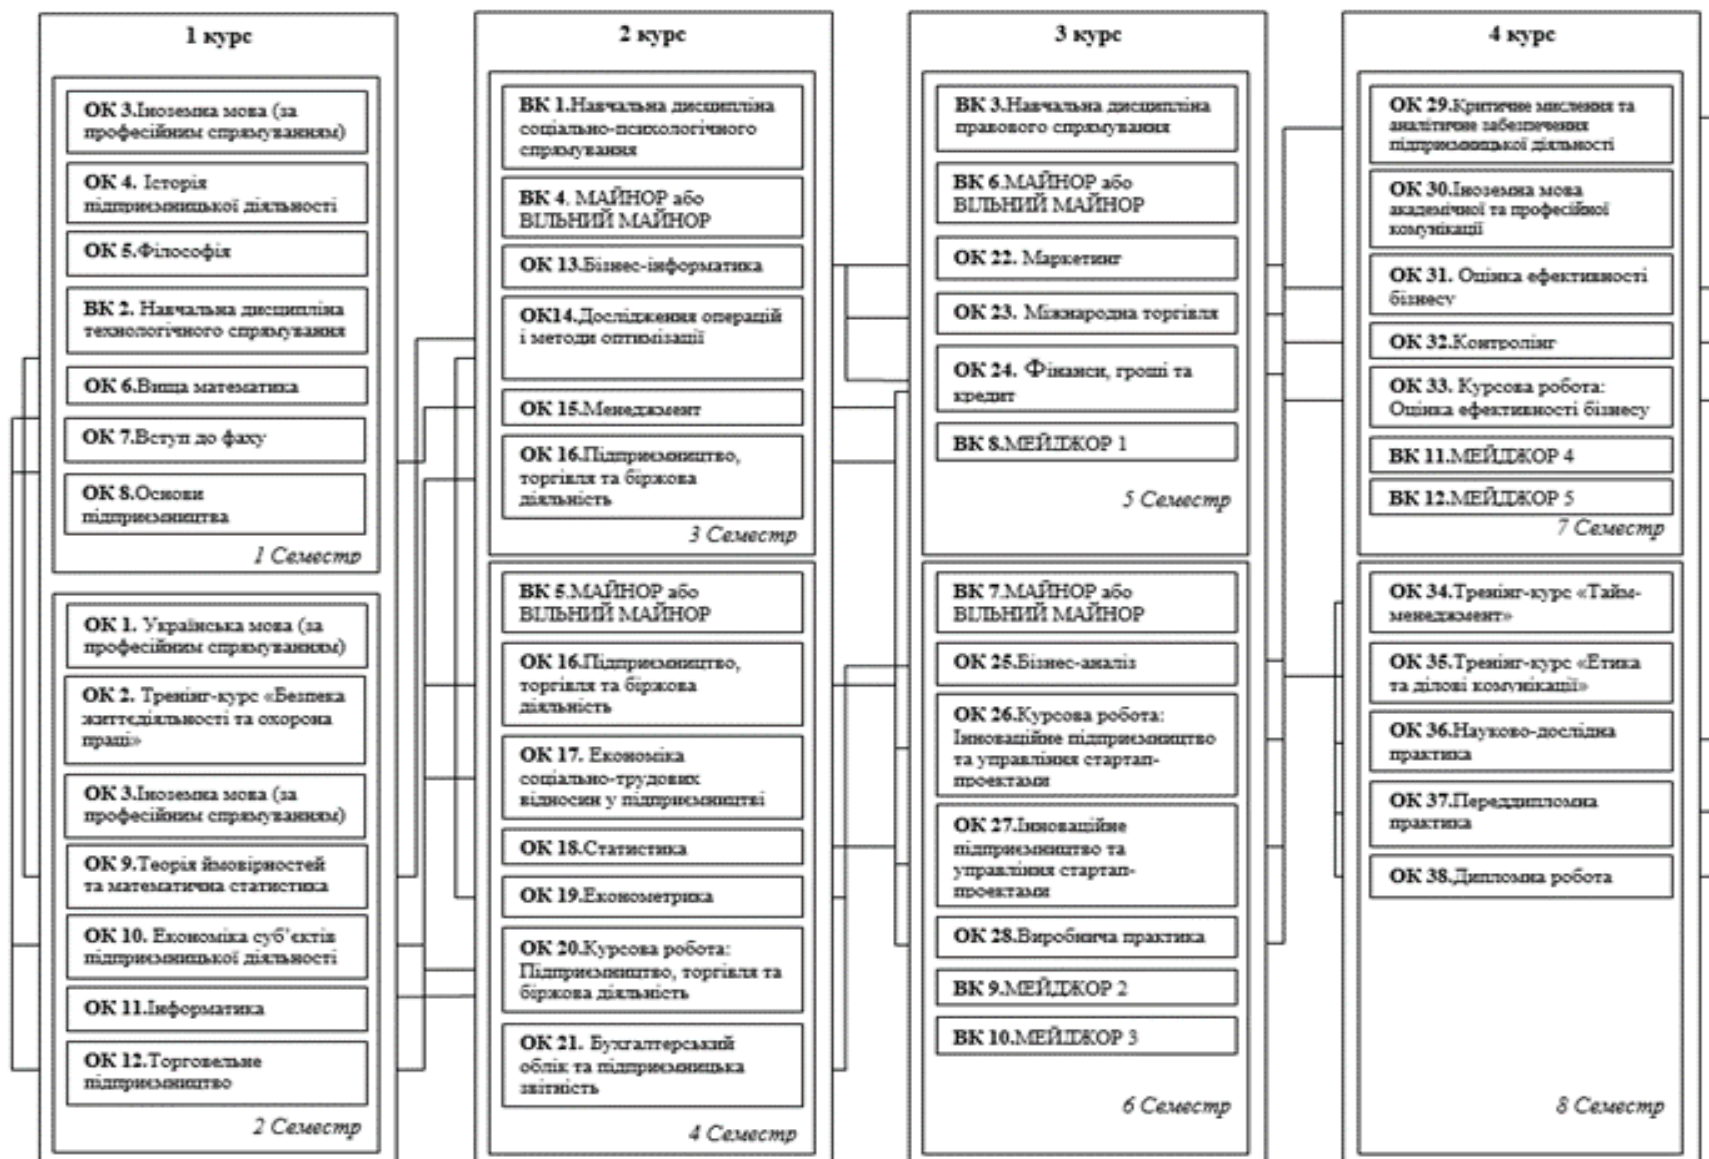 1 курс
ОК 3.Іноземна мова (за
професійним спрямуванням)
ОК 4. Історія
підприємницької діяльності
ОК 5.Філософія
ВК 2. Навчальна дисципліна
технологічного спрямування
ОК 6.Вища математика
ОК 7.Вступ до фаху
ОК 8.Основи
підприємництва
1 Семестр
ОК 1. Українська мова (за
професійним спрямуванням)
ОК 2. Тренінг-курс «Безпека
життєдіяльності та охорона
праці»
ОК 3.Іноземна мова (за
професійним спрямуванням)
ОК 9.Теорія ймовірностей
та математична статистика
ОК 10. Економіка суб’єктів
підприємницької діяльності
ОК 11.Інформатика
ОК 12.Торговельне
підприємництво
2 Семестр
2 курс
ВК 1.Навчальна дисципліна
соціально-психологічного
спрямування
ВК 4. МАЙНОР або
ВІЛЬНИЙ МАЙНОР
ОК 13.Бізнес-інформатика
ОК14.Дослідження операцій
і методи оптимізації
ОК 15.Менеджмент
ОК 16.Підприємництво,
торгівля та біржова
діяльність
3 Семестр
ВК 5.МАЙНОР або
ВІЛЬНИЙ МАЙНОР
ОК 16.Підприємництво,
торгівля та біржова
діяльність
ОК 17. Економіка
соціально-трудових
відносин у підприємництві
ОК 18.Статистика
ОК 19.Економетрика
ОК 20.Курсова робота:
Підприємництво, торгівля та
біржова діяльність
ОК 21. Бухгалтерський
облік та підприємницька
звітність
4 Семестр
3 курс
ВК 3.Навчальна дисципліна
правового спрямування
ВК 6.МАЙНОР або
ВІЛЬНИЙ МАЙНОР
ОК 22. Маркетинг
ОК 23. Міжнародна торгівля
ОК 24. Фінанси, гроші та
кредит
ВК 8.МЕЙДЖОР 1
5 Семестр
ВК 7.МАЙНОР або
ВІЛЬНИЙ МАЙНОР
ОК 25.Бізнес-аналіз
ОК 26.Курсова робота:
Інноваційне підприємництво
та управління стартап-
проектами
ОК 27.Інноваційне
підприємництво та
управління стартап-
проектами
ОК 28.Виробнича практика
ВК 9.МЕЙДЖОР 2
ВК 10.МЕЙДЖОР 3
6 Семестр
4 курс
ОК 29.Критичне мислення та
аналітичне забезпечення
підприємницької діяльності
ОК 30.Іноземна мова
академічної та професійної
комунікації
ОК 31. Оцінка ефективності
бізнесу
ОК 32.Контролінг
ОК 33. Курсова робота:
Оцінка ефективності бізнесу
ВК 11.МЕЙДЖОР 4
ВК 12.МЕЙДЖОР 5
7 Семестр
ОК 34.Тренінг-курс «Тайм-
менеджмент»
ОК 35.Тренінг-курс «Етика
та ділові комунікації»
ОК 36.Науково-дослідна
практика
ОК 37.Переддипломна
практика
ОК 38.Дипломна робота
8 Семестр